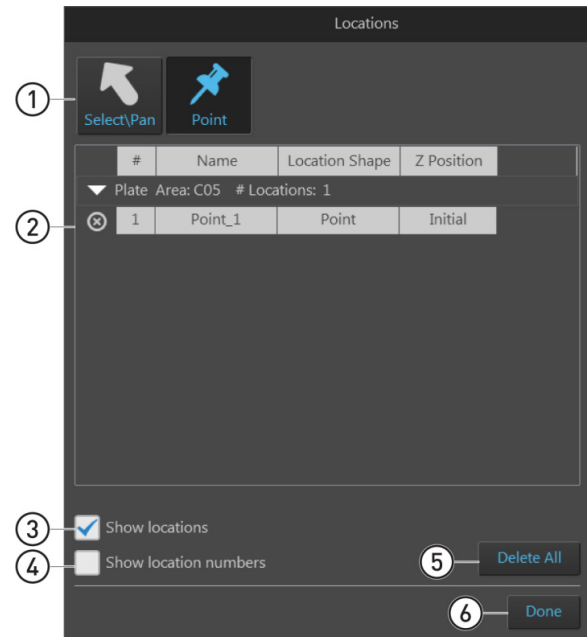 Locations
1
Select\Pan Point
# Name Location Shape Z Position
Plate Area: C05 # Locations: 1
2
1 Point_1 Point Initial
3 Show locations
4 Show location numbers
5 Delete All
6 Done